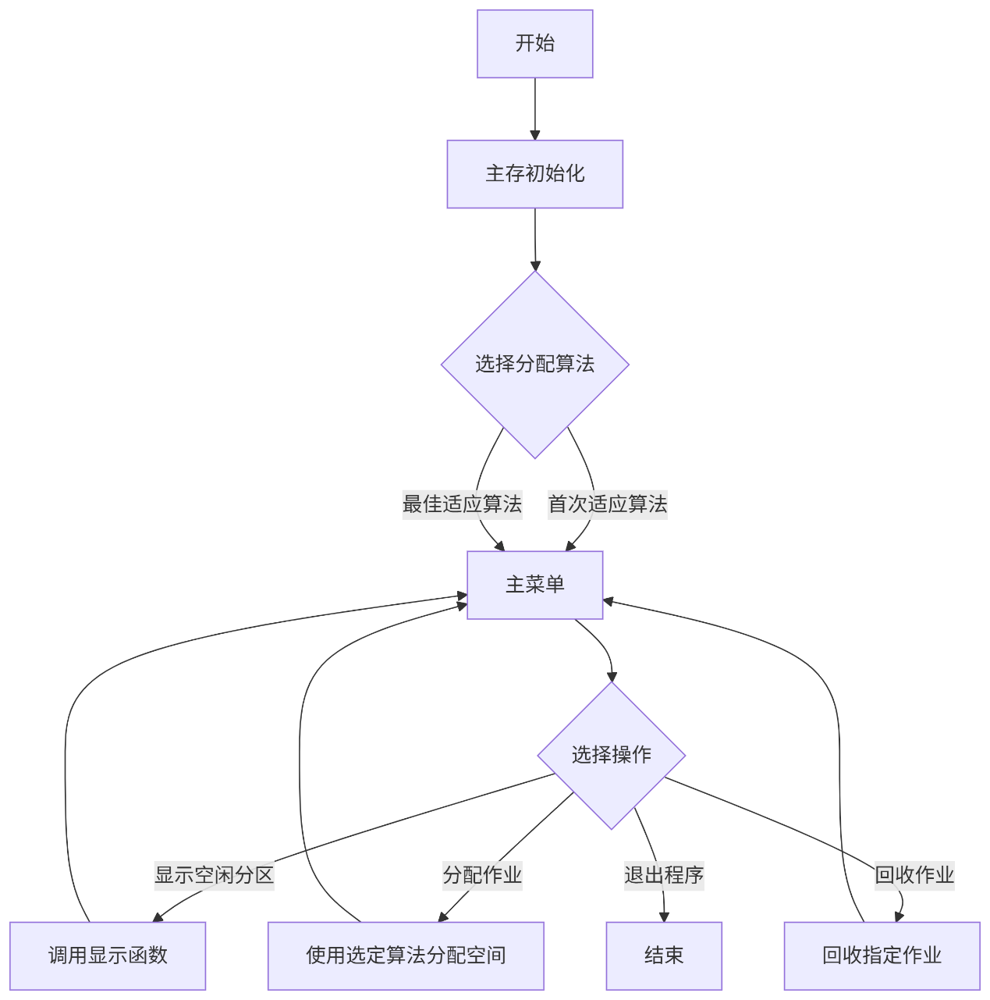 开始
主存初始化
选择分配算法
最佳适应算法
首次适应算法
主菜单
选择操作
显示空闲分区
分配作业
退出程序
回收作业
调用显示函数
使用选定算法分配空间
结束
回收指定作业